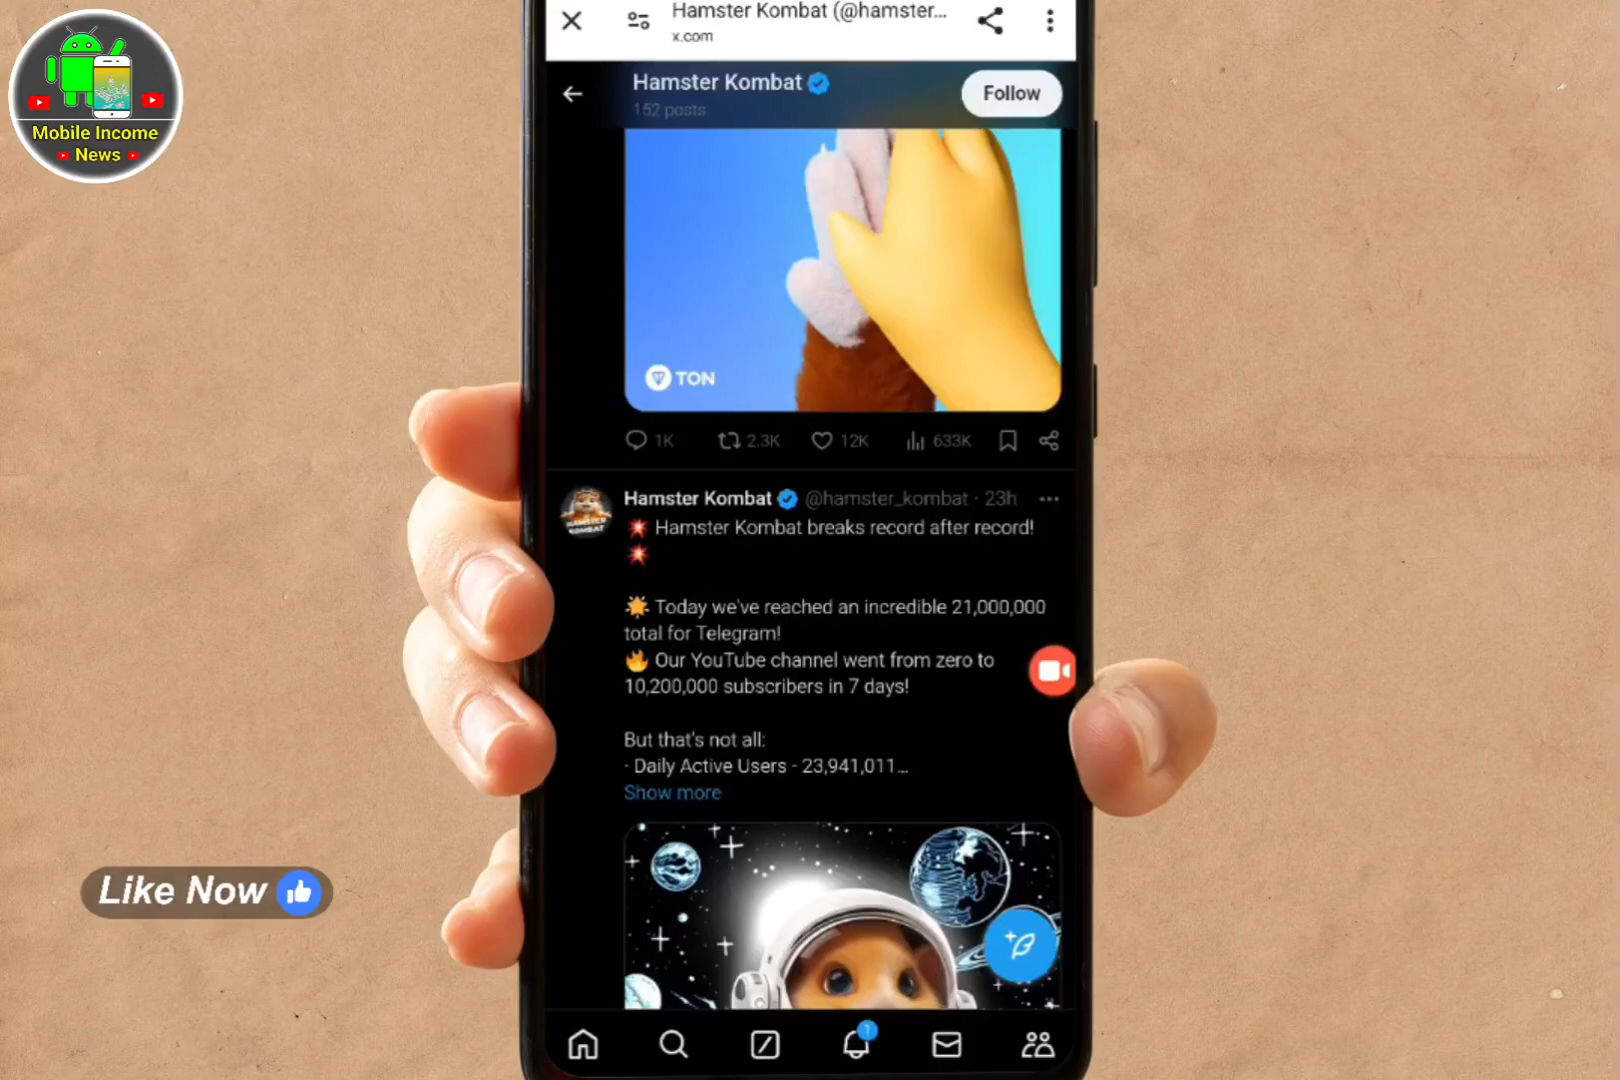 Mobile Income
News
Hamster Kombat (@hamster...
x.com
Hamster Kombat
152 posts
Follow
TON
1K
2.3K
12K
633K
Hamster Kombat @hamster_kombat · 23h
HAMSTER
KOMBAT
💥 Hamster Kombat breaks record after record!
💥
🌟 Today we've reached an incredible 21,000,000
total for Telegram!
🔥 Our YouTube channel went from zero to
10,200,000 subscribers in 7 days!
But that's not all:
· Daily Active Users - 23,941,011...
Show more
Like Now
1